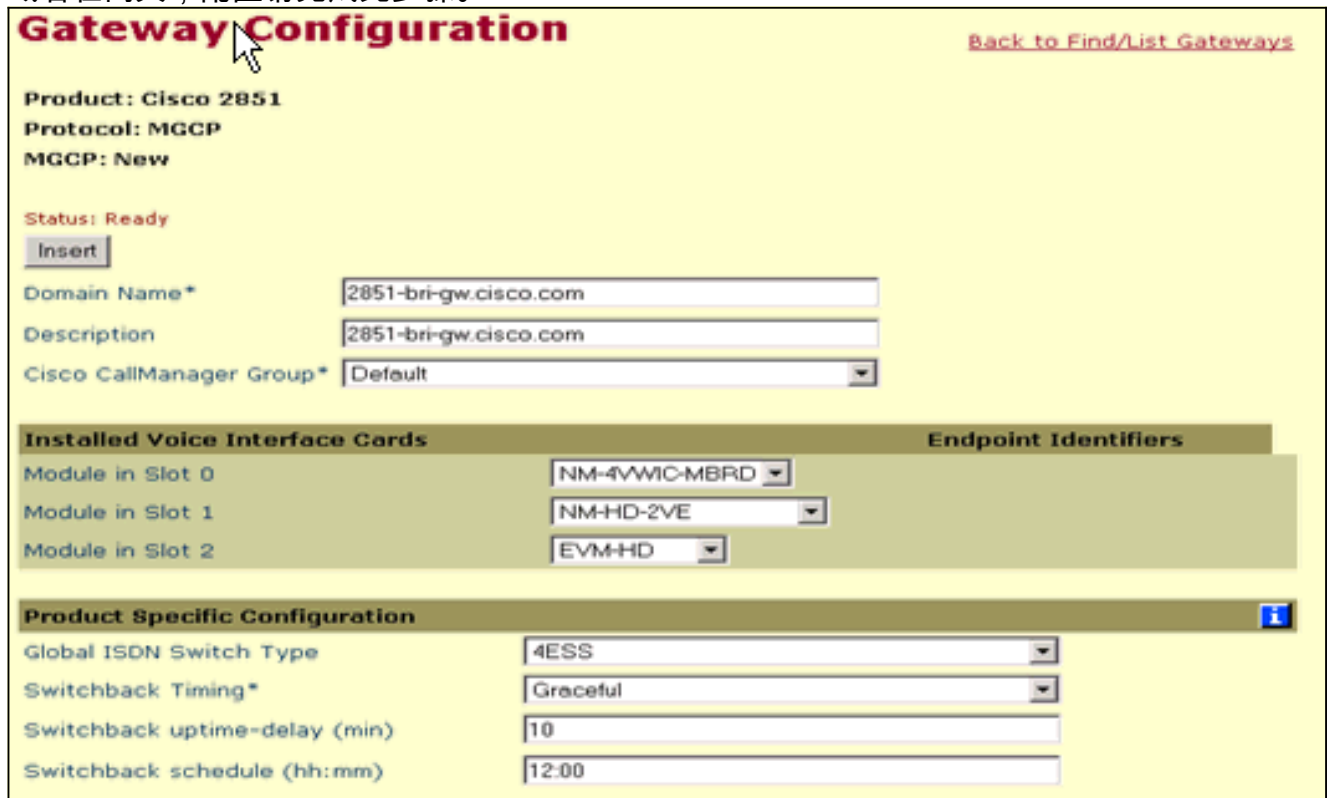 Gateway Configuration
Back to Find/List Gateways
Product: Cisco 2851
Protocol: MGCP
MGCP: New
Status: Ready
Insert
Domain Name* 2851-bri-gw.cisco.com
Description 2851-bri-gw.cisco.com
Cisco CallManager Group* Default
Installed Voice Interface Cards Endpoint Identifiers
Module in Slot 0 NM-4VWIC-MBRD
Module in Slot 1 NM-HD-2VE
Module in Slot 2 EVM-HD
Product Specific Configuration i
Global ISDN Switch Type 4ESS
Switchback Timing* Graceful
Switchback uptime-delay (min) 10
Switchback schedule (hh:mm) 12:00